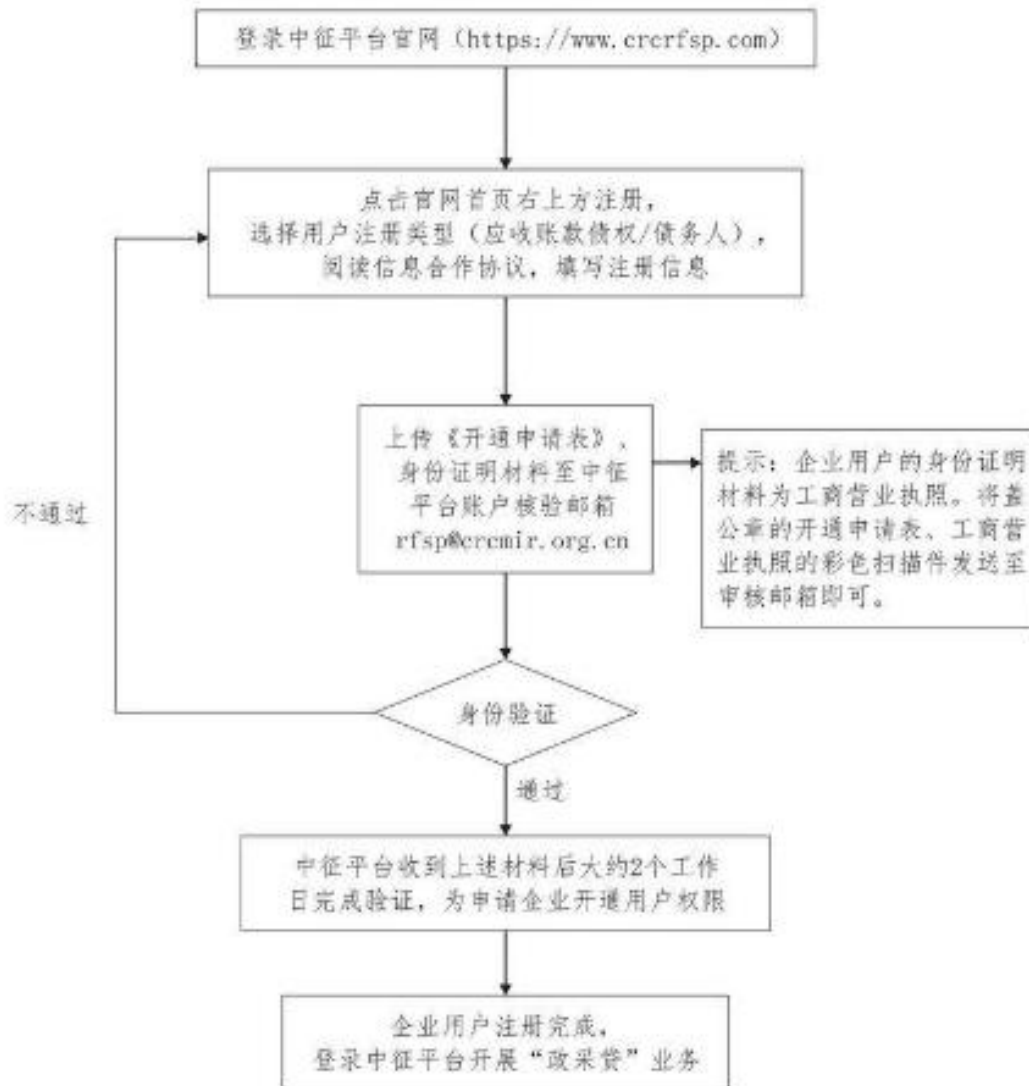 登录中征平台官网（https://www.crcrfsp.com）
点击官网首页右上方注册，
选择用户注册类型（应收账款债权/债务人），
阅读信息合作协议，填写注册信息
上传《开通申请表》、
身份证明材料至中征
平台账户核验邮箱
rfsp@crcmir.org.cn
提示：企业用户的身份证明
材料为工商营业执照。将盖
公章的开通申请表、工商营
业执照的彩色扫描件发送至
审核邮箱即可。
不通过
身份验证
通过
中征平台收到上述材料后大约2个工作
日完成验证，为申请企业开通用户权限
企业用户注册完成，
登录中征平台开展“政采贷”业务